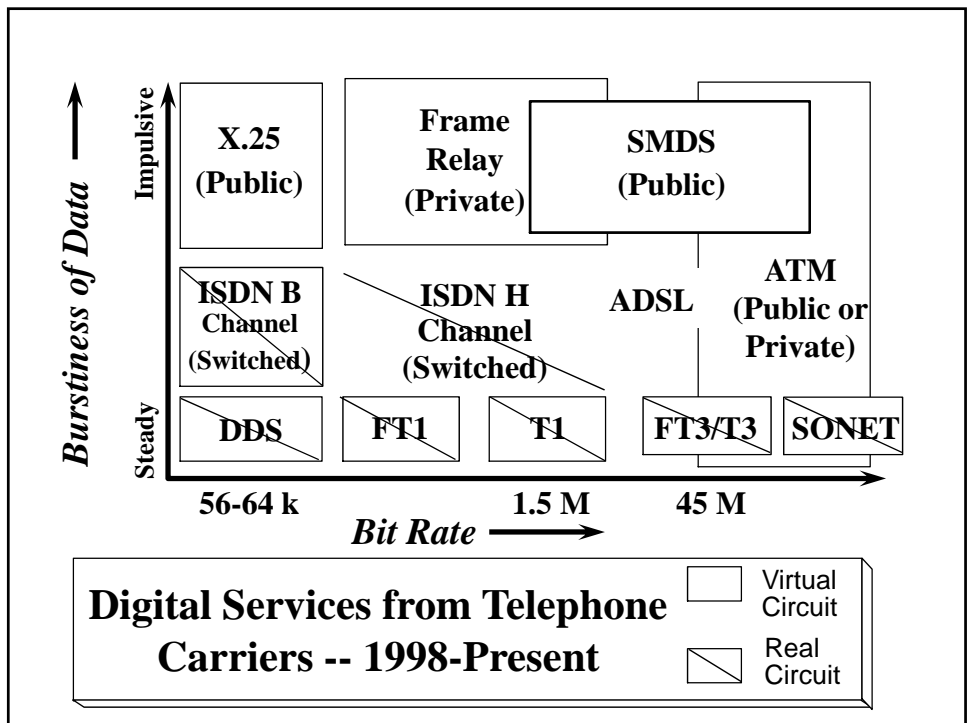 Burstiness of Data
Impulsive
Steady
X.25
(Public)
Frame
Relay
(Private)
SMDS
(Public)
ISDN B
Channel
(Switched)
ISDN H
Channel
(Switched)
ADSL
ATM
(Public or
Private)
DDS
FT1
T1
FT3/T3
SONET
56-64 k
1.5 M
45 M
Bit Rate
Digital Services from Telephone
Carriers -- 1998-Present
Virtual
Circuit
Real
Circuit